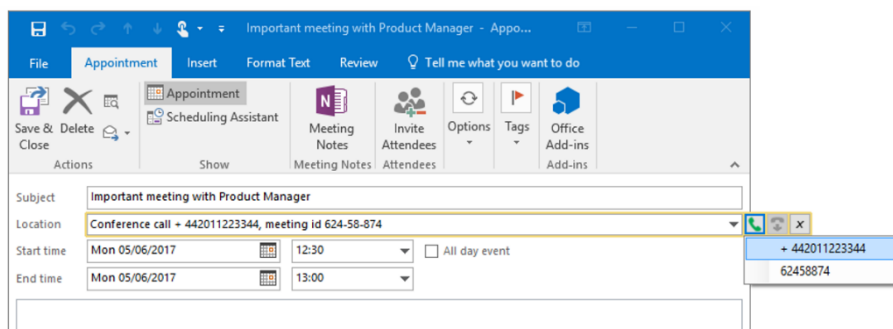 Important meeting with Product Manager - Appo...
File Appointment Insert Format Text Review Tell me what you want to do
Save & Close
Delete
Appointment
Scheduling Assistant
Meeting Notes
Invite Attendees
Options
Tags
Office Add-ins
Actions Show Meeting Notes Attendees Add-ins
Subject Important meeting with Product Manager
Location Conference call + 442011223344, meeting id 624-58-874 x
+ 442011223344
Start time Mon 05/06/2017 12:30 All day event
62458874
End time Mon 05/06/2017 13:00